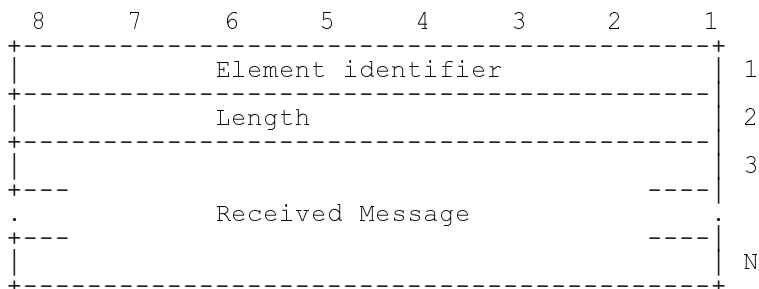 8 7 6 5 4 3 2 1
Element identifier 1
Length 2
3
Received Message
N